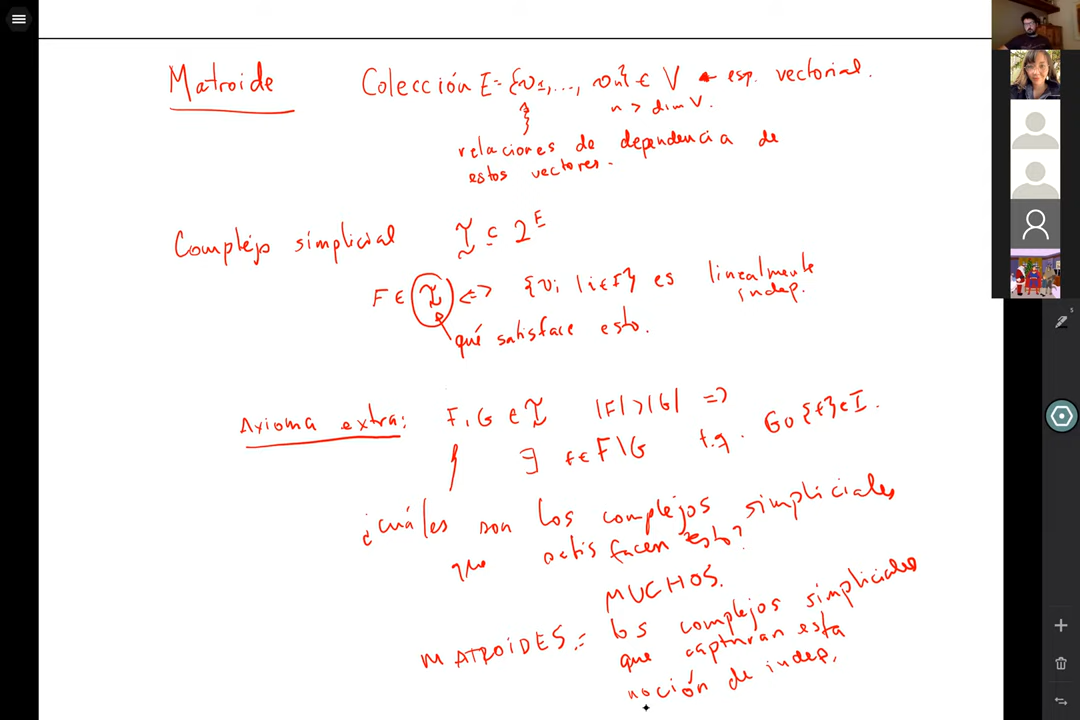 Matroide Colección E = {v1, ..., vn} ∈ V ← esp. vectorial.
n > dim V.
relaciones de dependencia de
estos vectores.
Complejo simplicial I ⊆ 2^E
F ∈ I <=> {vi | i ∈ F} es linealmente
indep.
qué satisface esto.
Axioma extra: F, G ∈ I |F| > |G| =>
∃ f ∈ F \ G t.q. G ∪ {f} ∈ I.
¿cuáles son los complejos simpliciales
que satisfacen esto?
MUCHOS.
MATROIDES := los complejos simpliciales
que capturan esta
noción de indep.